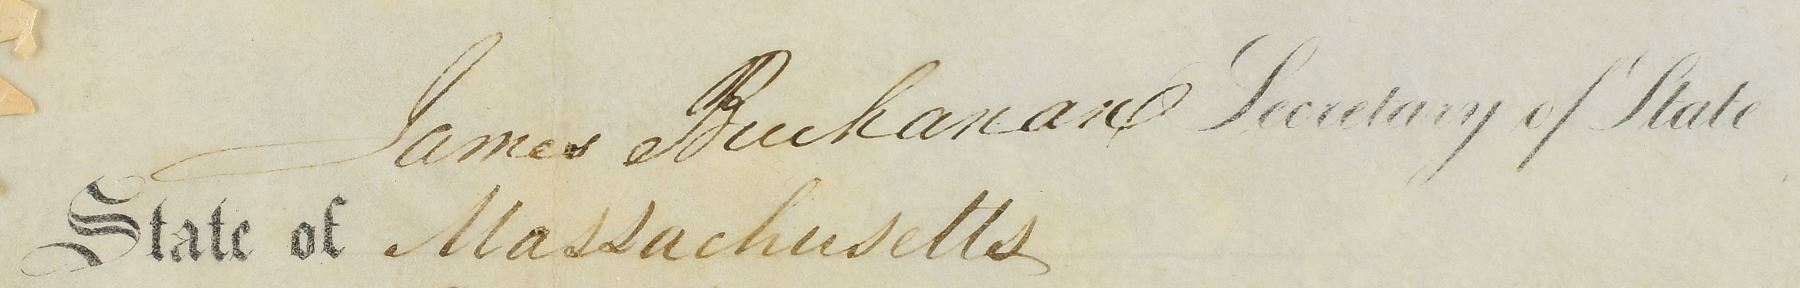 James Buchanan Secretary of State
State of Massachusetts